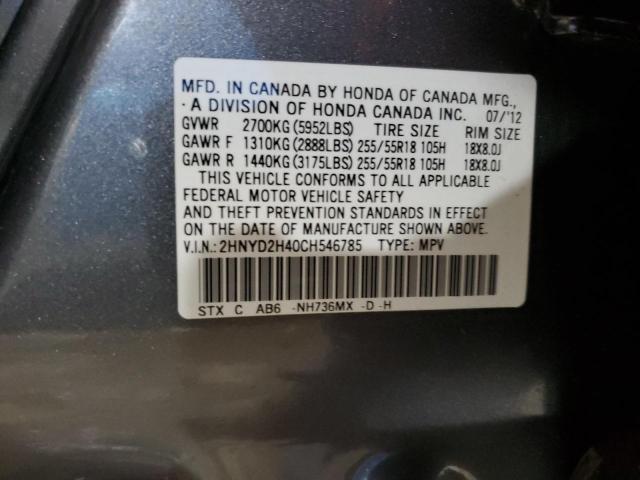 MFD. IN CANADA BY HONDA OF CANADA MFG.,
- A DIVISION OF HONDA CANADA INC. 07/'12
GVWR 2700KG (5952LBS) TIRE SIZE RIM SIZE
GAWR F 1310KG (2888LBS) 255/55R18 105H 18X8.0J
GAWR R 1440KG (3175LBS) 255/55R18 105H 18X8.0J
THIS VEHICLE CONFORMS TO ALL APPLICABLE
FEDERAL MOTOR VEHICLE SAFETY
AND THEFT PREVENTION STANDARDS IN EFFECT
ON THE DATE OF MANUFACTURE SHOWN ABOVE.
V.I.N.: 2HNYD2H40CH546785 TYPE: MPV
STX C AB6 -NH736MX -D -H